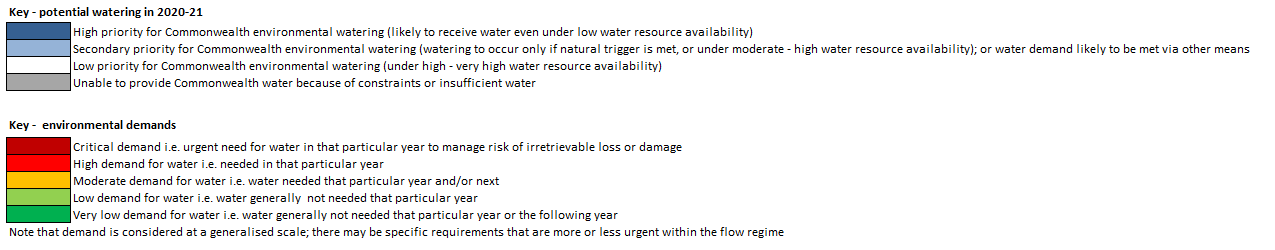 Key - potential watering in 2020-21
High priority for Commonwealth environmental watering (likely to receive water even under low water resource availability)
Secondary priority for Commonwealth environmental watering (watering to occur only if natural trigger is met, or under moderate - high water resource availability); or water demand likely to be met via other means
Low priority for Commonwealth environmental watering (under high - very high water resource availability)
Unable to provide Commonwealth water because of constraints or insufficient water
Key -  environmental demands
Critical demand i.e. urgent need for water in that particular year to manage risk of irretrievable loss or damage
High demand for water i.e. needed in that particular year
Moderate demand for water i.e. water needed that particular year and/or next
Low demand for water i.e. water generally  not needed that particular year
Very low demand for water i.e. water generally not needed that particular year or the following year
Note that demand is considered at a generalised scale; there may be specific requirements that are more or less urgent within the flow regime